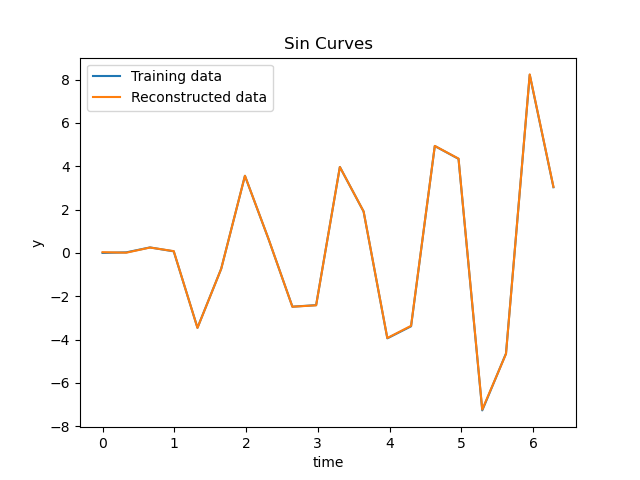 Sin Curves
Training data
Reconstructed data
8
6
4
2
0
−2
−4
−6
−8
y
0 1 2 3 4 5 6
time